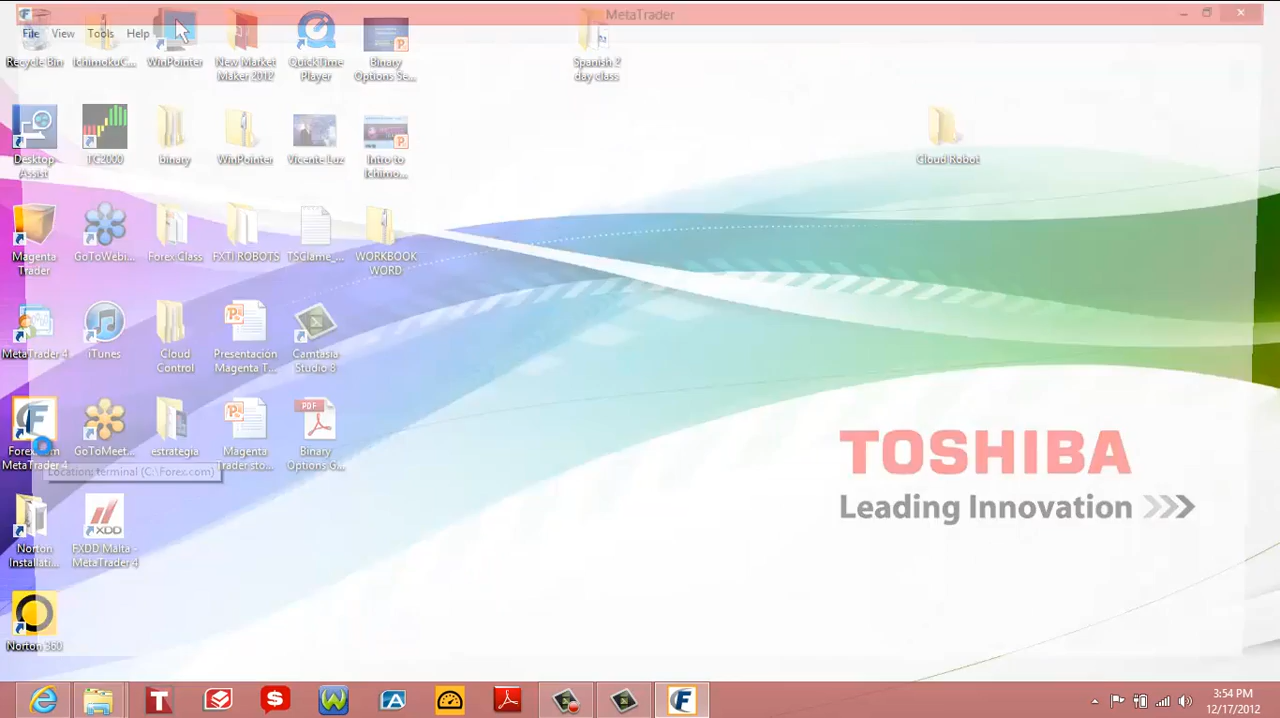 MetaTrader
File View Tools Help
Recycle Bin
IchimokuC...
WinPointer
New Market
Maker 2012
QuickTime
Player
Binary
Options Se...
Spanish 2
day class
Desktop
Assist
TC2000
binary
WinPointer
Vicente Luz
Intro to
Ichimo...
Cloud Robot
Magenta
Trader
GoToWebi...
Forex Class
FXTI ROBOTS
TSClame_...
WORKBOOK
WORD
MetaTrader 4
iTunes
Cloud
Control
Presentacion
Magenta T...
Camtasia
Studio 8
Forex.com
MetaTrader 4
GoToMeet...
estrategia
Magenta
Trader sto...
PDF
Binary
Options G...
Location: terminal (C:\Forex.com)
TOSHIBA
Leading Innovation >>>
Norton
Installati...
XDD
FXDD Malta -
MetaTrader 4
Norton 360
3:54 PM
12/17/2012